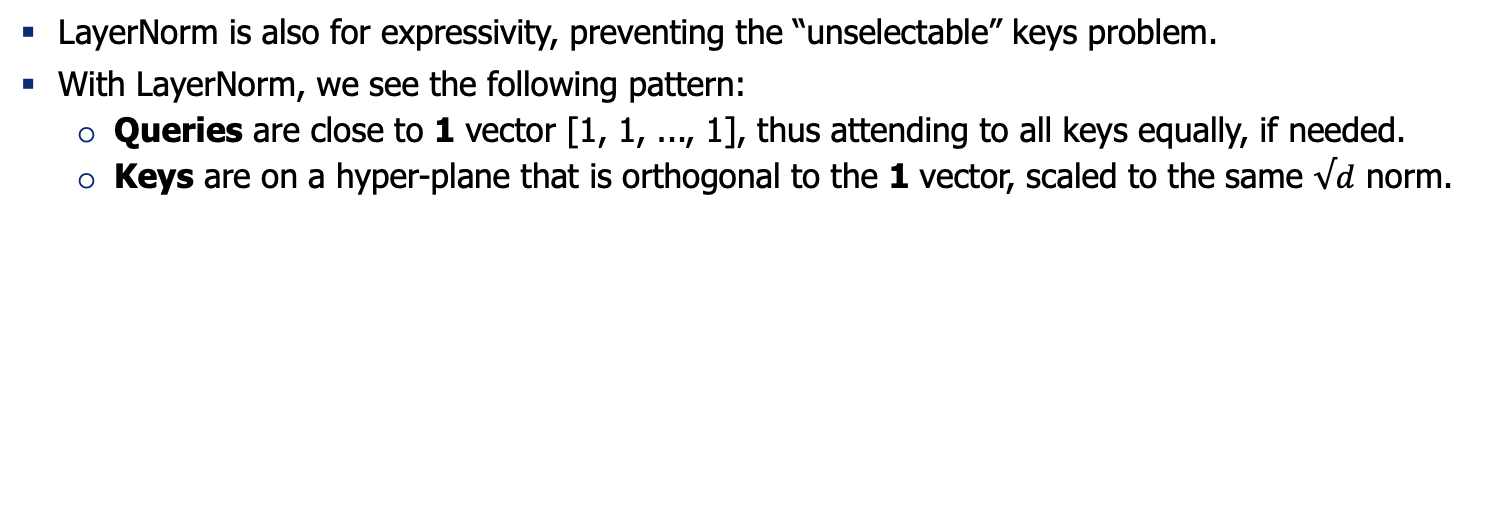 ▪ LayerNorm is also for expressivity, preventing the “unselectable” keys problem.
▪ With LayerNorm, we see the following pattern:
○ Queries are close to 1 vector [1, 1, …, 1], thus attending to all keys equally, if needed.
○ Keys are on a hyper-plane that is orthogonal to the 1 vector, scaled to the same √d norm.